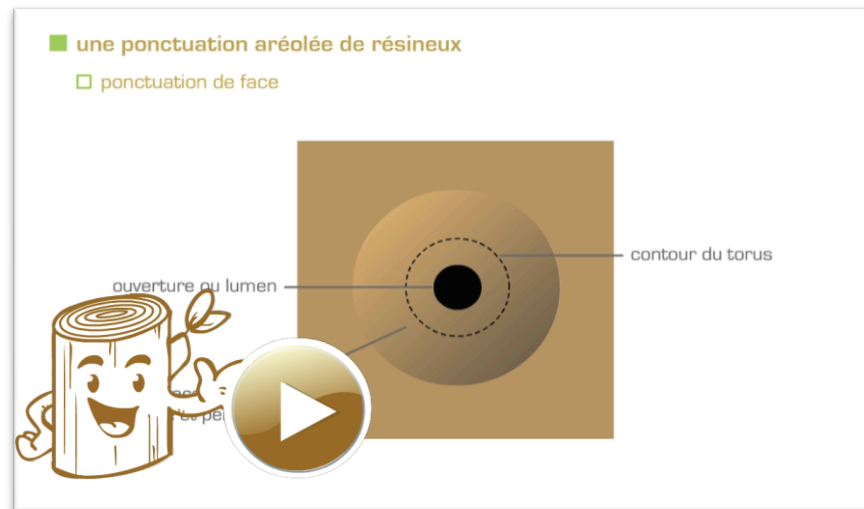 une ponctuation aréolée de résineux
ponctuation de face
contour du torus
ouverture ou lumen